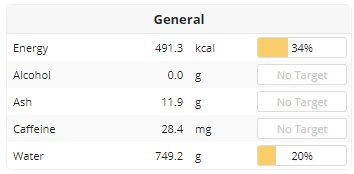 General
Energy 491.3 kcal 34%
Alcohol 0.0 g No Target
Ash 11.9 g No Target
Caffeine 28.4 mg No Target
Water 749.2 g 20%